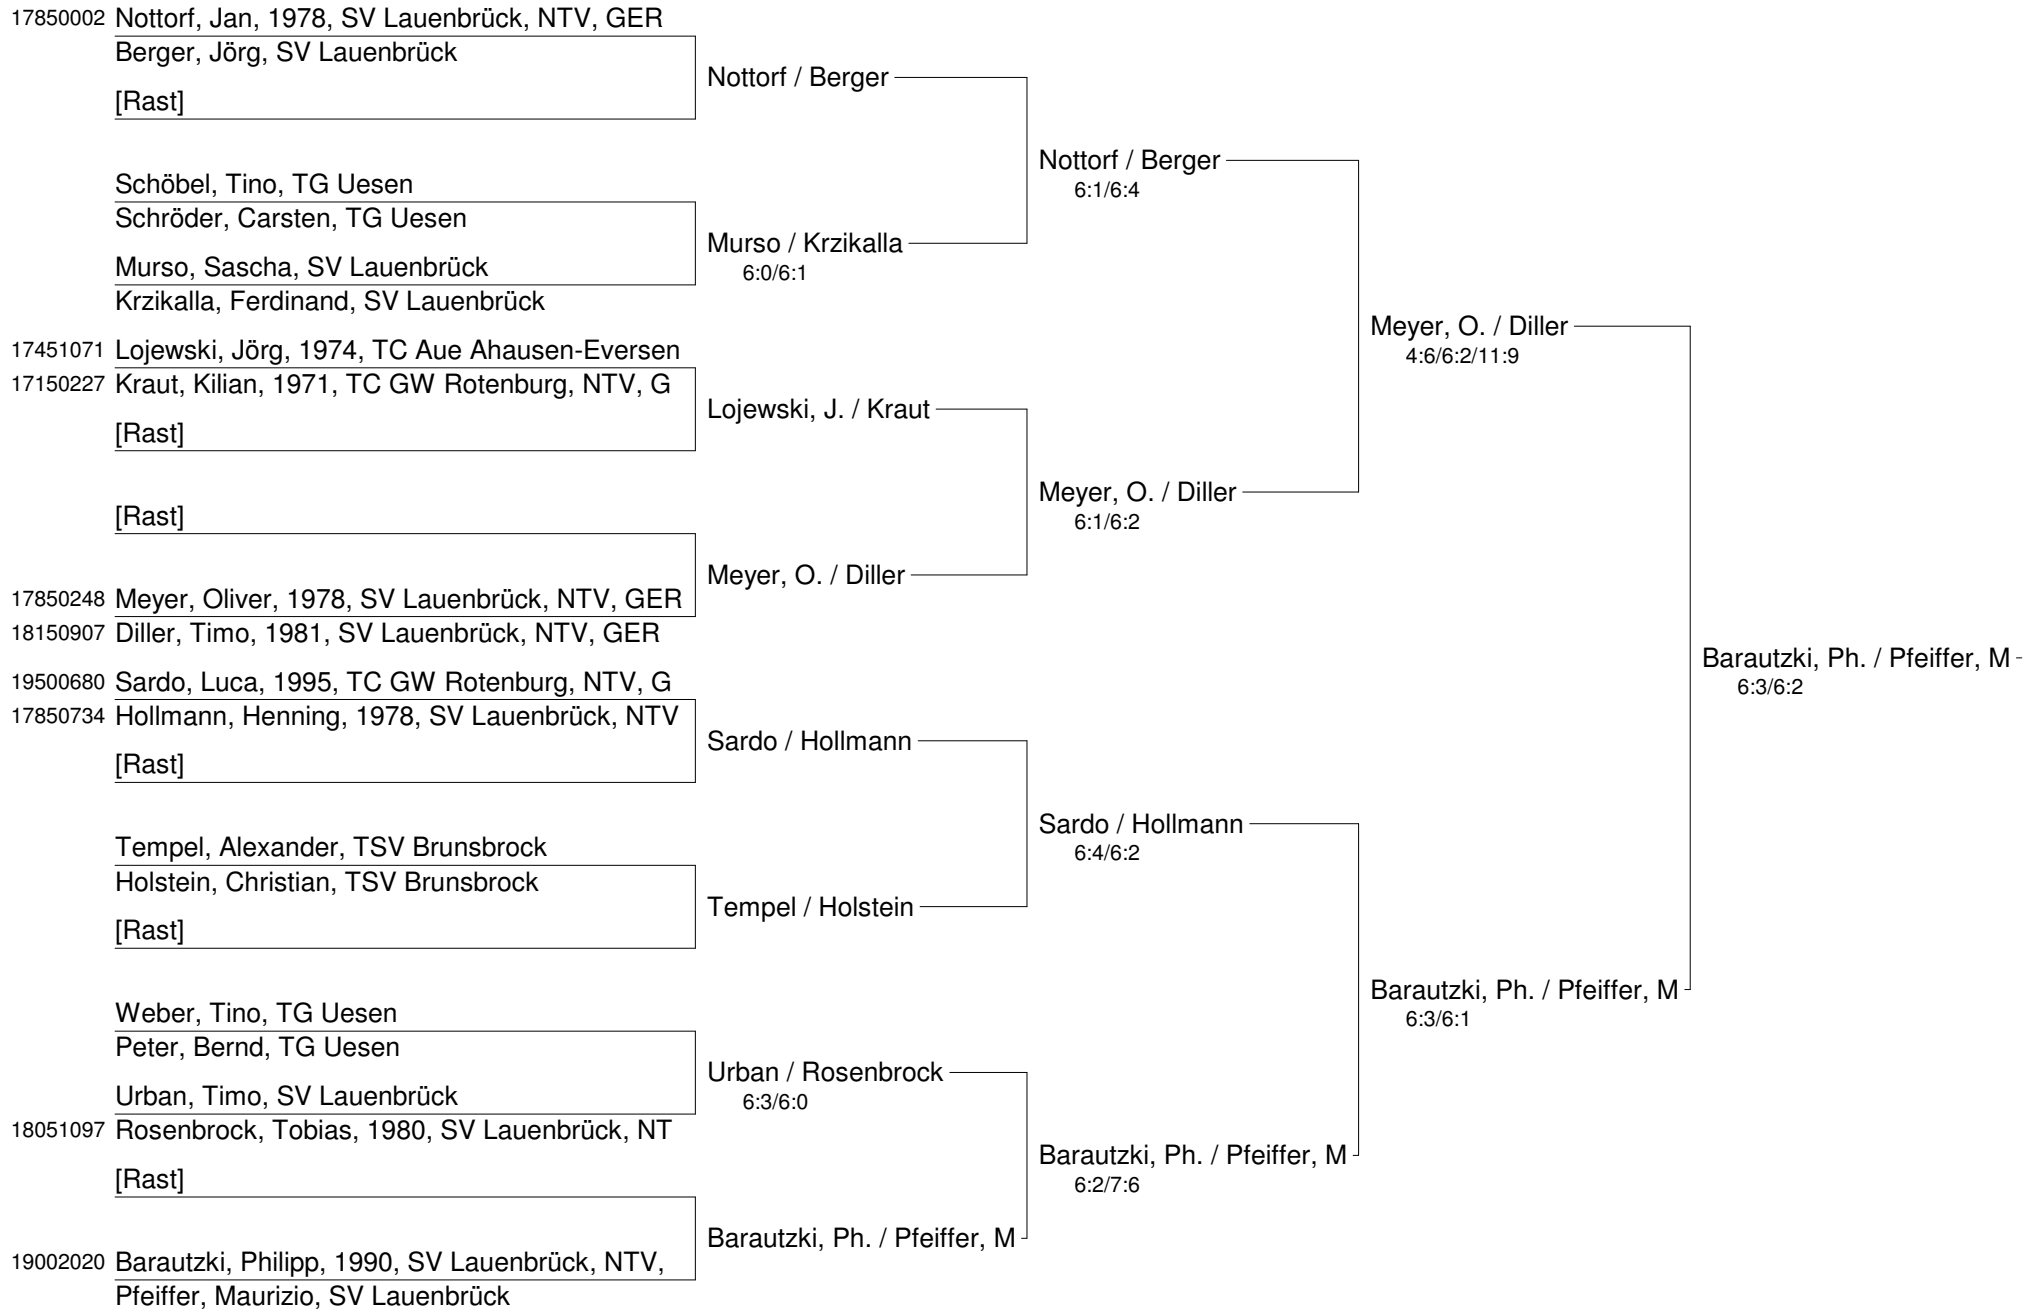 17850002 Nottorf, Jan, 1978, SV Lauenbrück, NTV, GER
Berger, Jörg, SV Lauenbrück
Nottorf / Berger
[Rast]
Nottorf / Berger
6:1/6:4
Schöbel, Tino, TG Uesen
Schröder, Carsten, TG Uesen
Murso / Krzikalla
6:0/6:1
Murso, Sascha, SV Lauenbrück
Krzikalla, Ferdinand, SV Lauenbrück
Meyer, O. / Diller
4:6/6:2/11:9
17451071 Lojewski, Jörg, 1974, TC Aue Ahausen-Eversen
17150227 Kraut, Kilian, 1971, TC GW Rotenburg, NTV, G
Lojewski, J. / Kraut
[Rast]
Meyer, O. / Diller
6:1/6:2
[Rast]
Meyer, O. / Diller
17850248 Meyer, Oliver, 1978, SV Lauenbrück, NTV, GER
18150907 Diller, Timo, 1981, SV Lauenbrück, NTV, GER
Barautzki, Ph. / Pfeiffer, M
6:3/6:2
19500680 Sardo, Luca, 1995, TC GW Rotenburg, NTV, G
17850734 Hollmann, Henning, 1978, SV Lauenbrück, NTV
Sardo / Hollmann
[Rast]
Sardo / Hollmann
6:4/6:2
Tempel, Alexander, TSV Brunsbrock
Holstein, Christian, TSV Brunsbrock
Tempel / Holstein
[Rast]
Barautzki, Ph. / Pfeiffer, M
6:3/6:1
Weber, Tino, TG Uesen
Peter, Bernd, TG Uesen
Urban / Rosenbrock
6:3/6:0
Urban, Timo, SV Lauenbrück
18051097 Rosenbrock, Tobias, 1980, SV Lauenbrück, NT
Barautzki, Ph. / Pfeiffer, M
6:2/7:6
[Rast]
Barautzki, Ph. / Pfeiffer, M
19002020 Barautzki, Philipp, 1990, SV Lauenbrück, NTV,
Pfeiffer, Maurizio, SV Lauenbrück